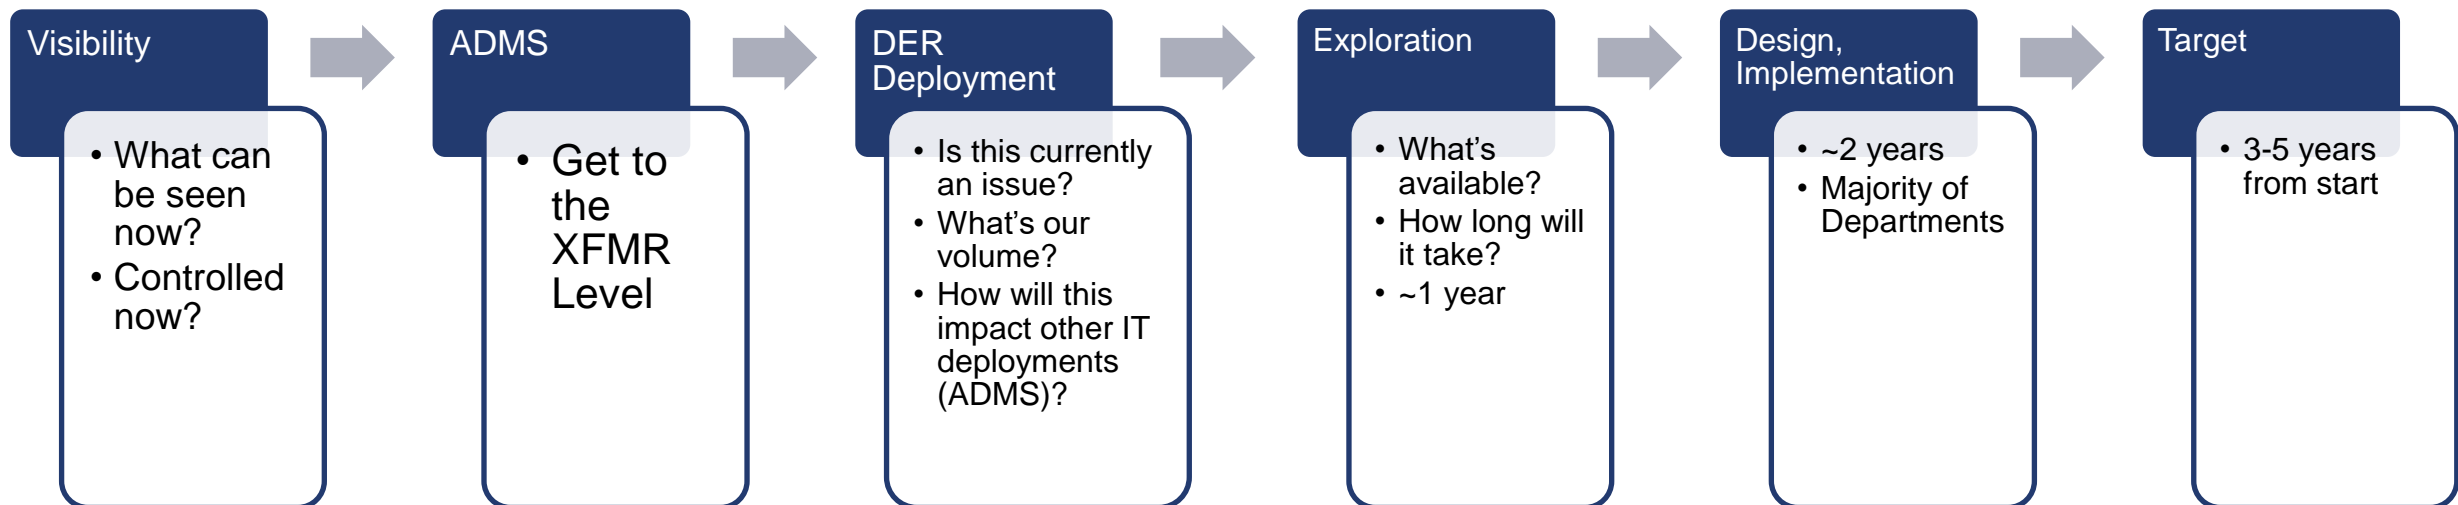 Visibility
• What can
be seen
now?
• Controlled
now?
ADMS
• Get to
the
XFMR
Level
DER
Deployment
• Is this currently
an issue?
• What's our
volume?
• How will this
impact other IT
deployments
(ADMS)?
Exploration
• What's
available?
• How long will
it take?
• ~1 year
Design,
Implementation
• ~2 years
• Majority of
Departments
Target
• 3-5 years
from start